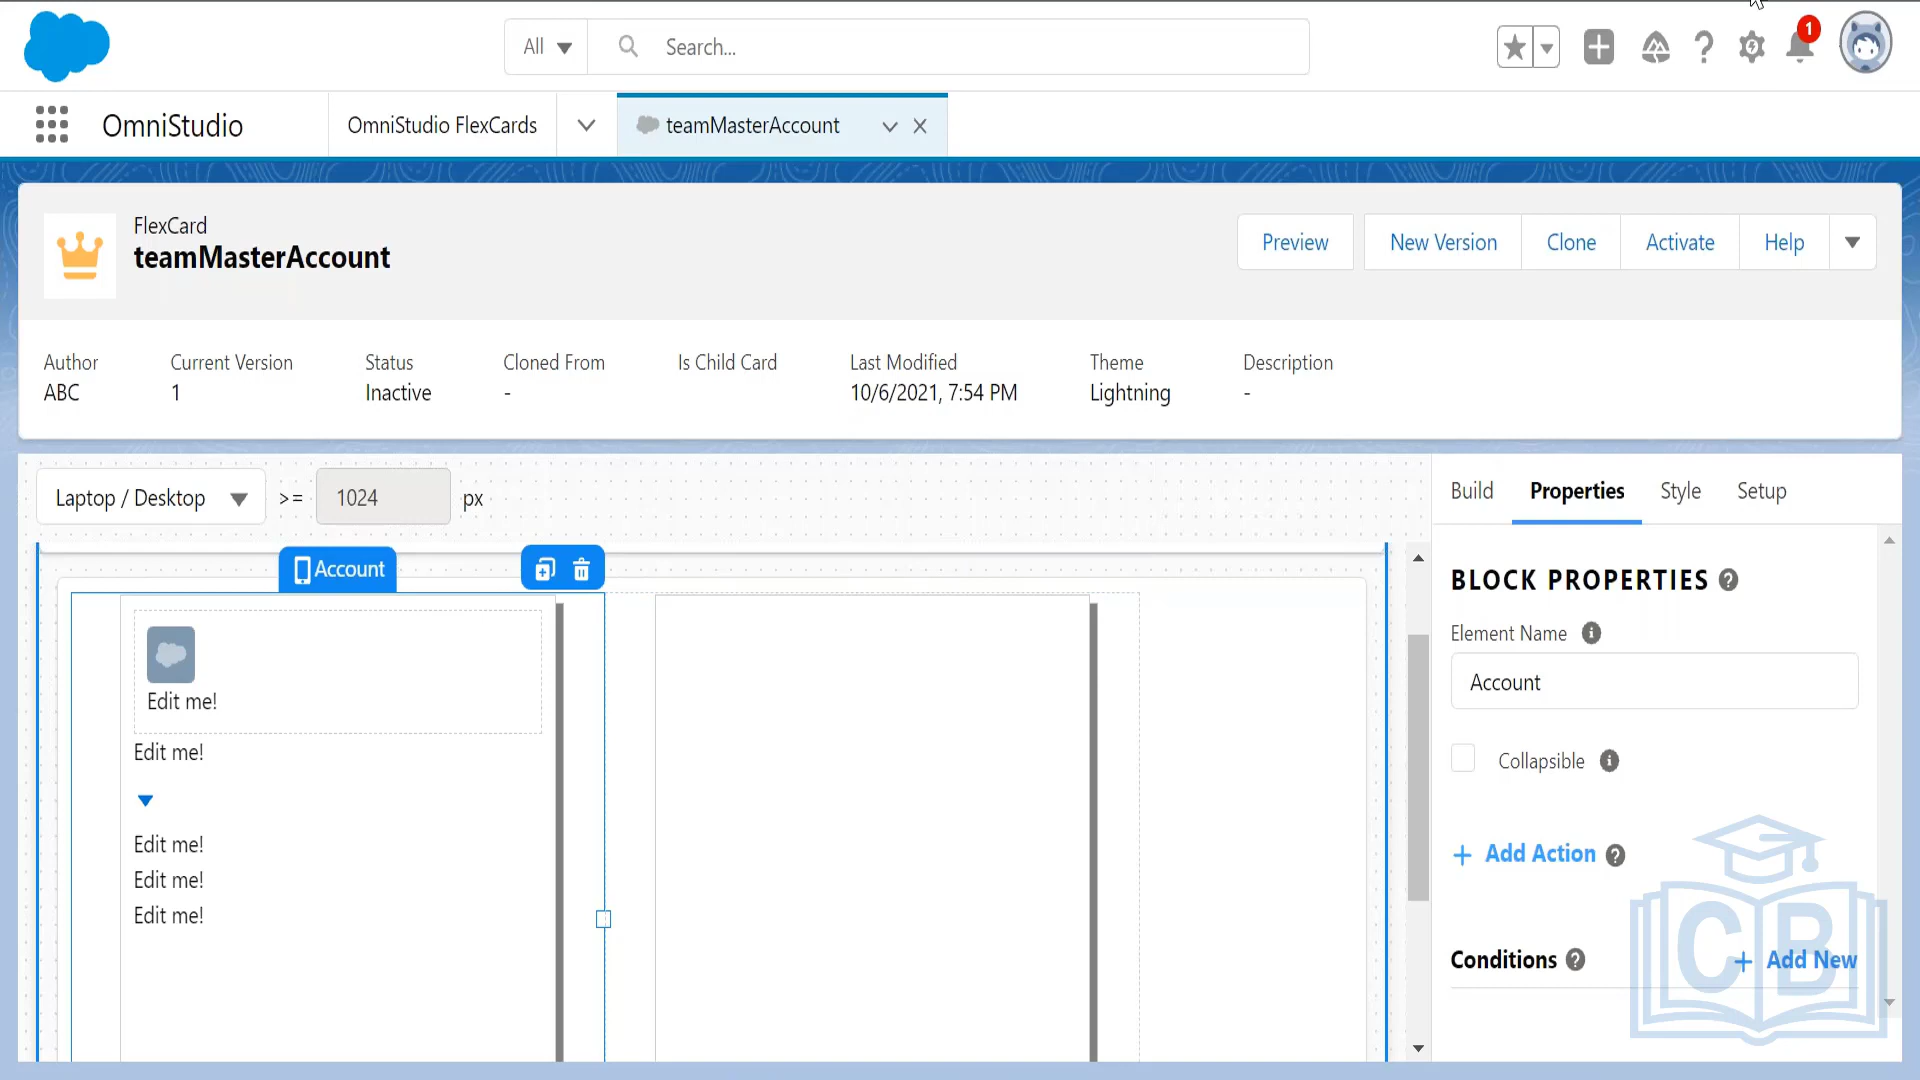 All
Search...
1
OmniStudio
OmniStudio FlexCards
teamMasterAccount
FlexCard
teamMasterAccount
Preview
New Version
Clone
Activate
Help
Author
Current Version
Status
Cloned From
Is Child Card
Last Modified
Theme
Description
ABC
1
Inactive
-
10/6/2021, 7:54 PM
Lightning
-
Laptop / Desktop
>=
1024
px
Build
Properties
Style
Setup
Account
Edit me!
Edit me!
Edit me!
Edit me!
Edit me!
BLOCK PROPERTIES
Element Name
Account
Collapsible
+ Add Action
Conditions
+ Add New
CB